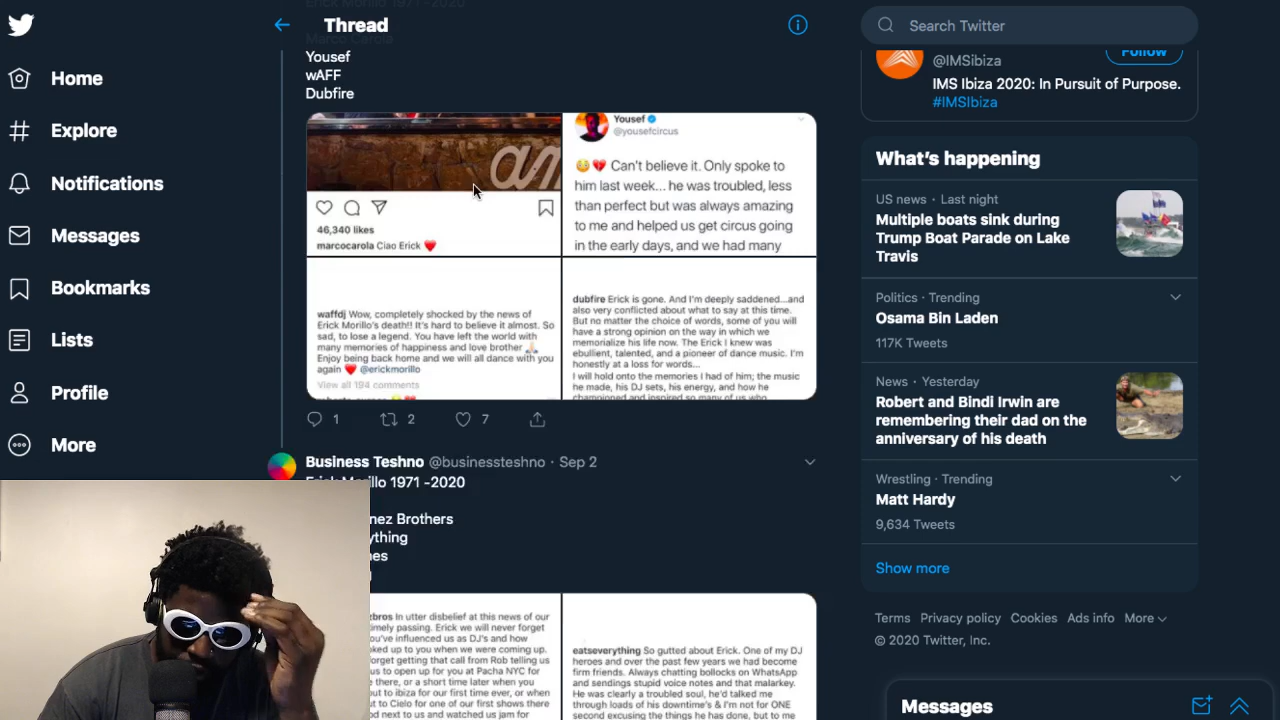 Home
Explore
Notifications
Messages
Bookmarks
Lists
Profile
More
Thread
Yousef
wAFF
Dubfire
am
46,340 likes
marcocarola Ciao Erick ❤️
Yousef
@yousefcircus
😳💔 Can't believe it. Only spoke to
him last week... he was troubled, less
than perfect but was always amazing
to me and helped us get circus going
in the early days, and we had many
waffdj Wow, completely shocked by the news of
Erick Morillo's death!! It's hard to believe it almost. So
sad, to lose a legend. You have left the world with
many memories of happiness and love brother 🙏🏻
Enjoy being back home and we will all dance with you
again ❤️ @erickmorillo
View all 194 comments
dubfire Erick is gone. And I'm deeply saddened...and
also very conflicted about what to say at this time.
But no matter the choice of words, some of you will
have a strong opinion on the way in which we
memorialize his life now. The Erick I knew was
ebullient, talented, and a pioneer of dance music. I'm
honestly at a loss for words...
I will hold onto the memories I had of him; the music
he made, his DJ sets, his energy, and how he
championed and inspired so many of us who
1
2
7
Business Teshno @businessteshno · Sep 2
Erick Morillo 1971 -2020
nez Brothers
ything
es
zbros In utter disbelief at this news of our
timely passing. Erick we will never forget
ou've influenced us as DJ's and how
oked up to you when we were coming up.
forget getting that call from Rob telling us
us to open up for you at Pacha NYC for
there, or a short time later when you
out to ibiza for our first time ever, or when
ut to Cielo for one of our first shows there
od next to us and watched us jam for
eatseverything So gutted about Erick. One of my DJ
heroes and over the past few years we had become
firm friends. Always chatting bollocks on WhatsApp
and sendings stupid voice notes and that malarkey.
He was clearly a troubled soul, he'd talked me
through loads of his downtime's & I'm not for ONE
second excusing the things he has done, but to me
Search Twitter
@IMSIbiza
Follow
IMS Ibiza 2020: In Pursuit of Purpose.
#IMSIbiza
What's happening
US news · Last night
Multiple boats sink during
Trump Boat Parade on Lake
Travis
Politics · Trending
Osama Bin Laden
117K Tweets
News · Yesterday
Robert and Bindi Irwin are
remembering their dad on the
anniversary of his death
Wrestling · Trending
Matt Hardy
9,634 Tweets
Show more
Terms Privacy policy Cookies Ads info More
© 2020 Twitter, Inc.
Messages